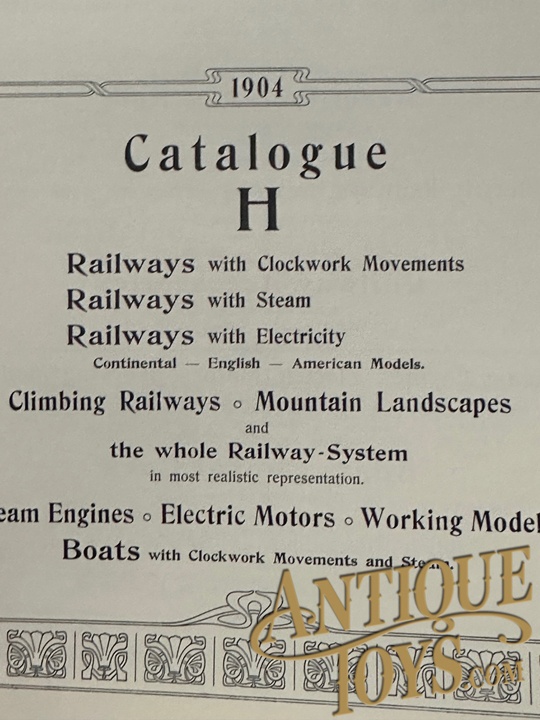 1904
Catalogue
H
Railways with Clockwork Movements
Railways with Steam
Railways with Electricity
Continental — English — American Models.
Climbing Railways ∘ Mountain Landscapes
and
the whole Railway-System
in most realistic representation.
eam Engines ∘ Electric Motors ∘ Working Model
Boats with Clockwork Movements and
ANTIQUE
TOYS.COM